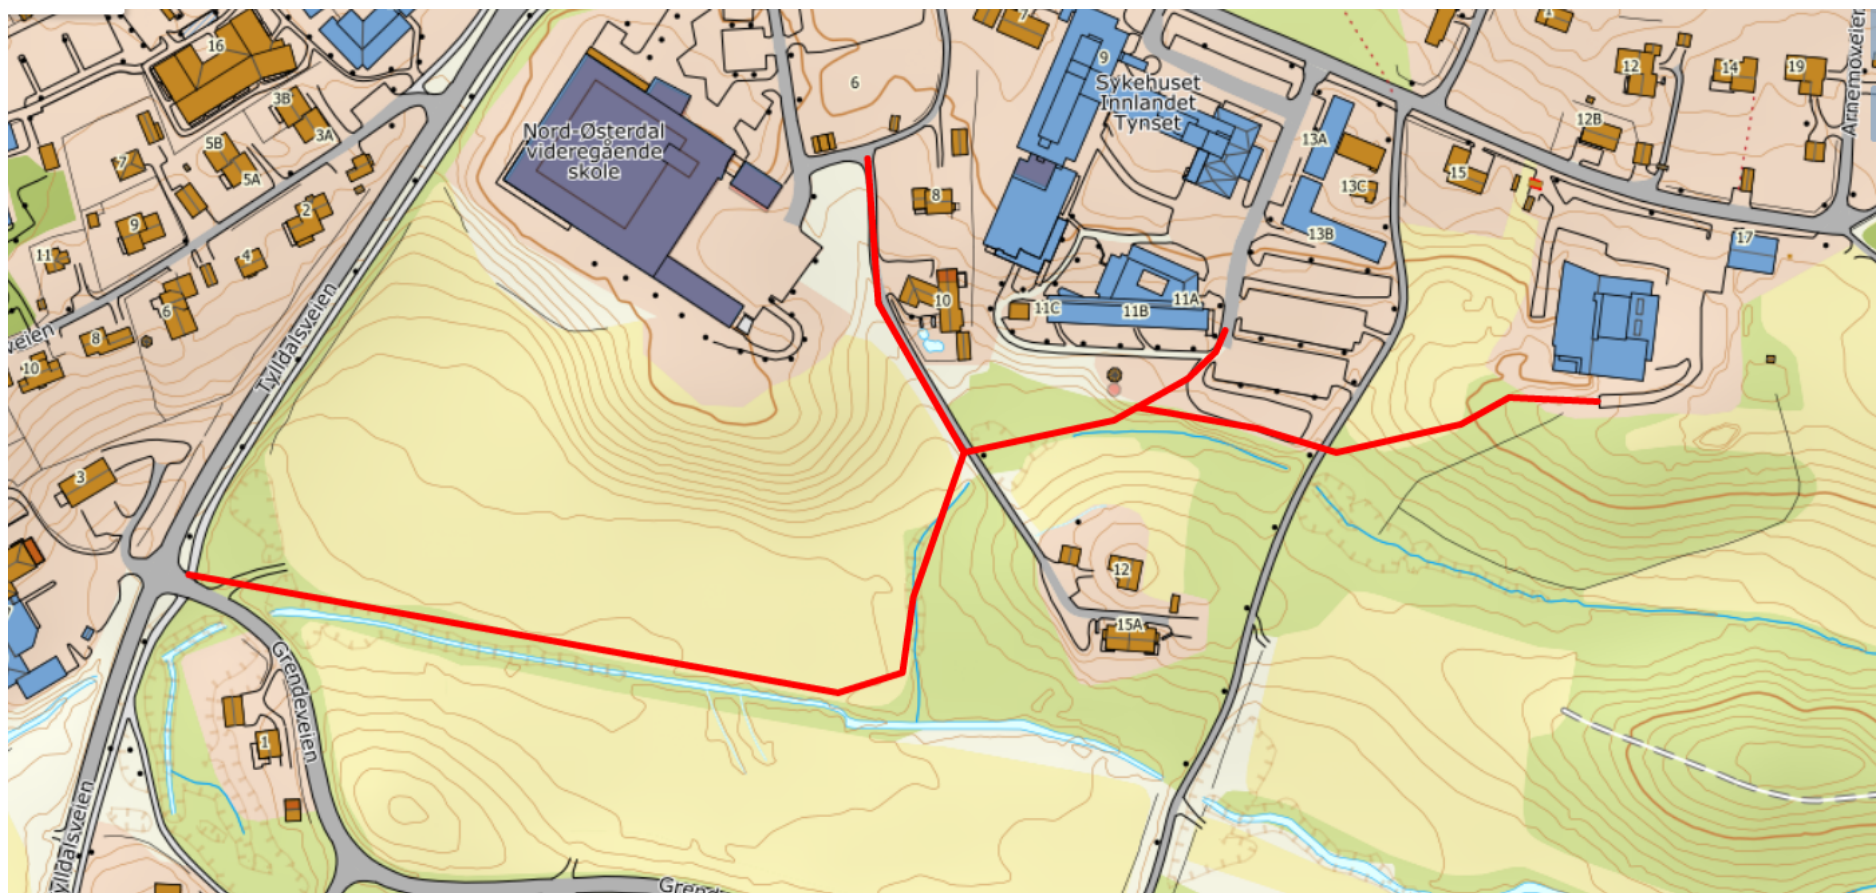 16
3B
3A
5B
5A
7
9
2
4
11
6
8
10
veien
Tylldalsveien
3
Nord-Østerdal
videregående
skole
6
8
10
7
9
Sykehuset
Innlandet
Tynset
11C
11B
11A
13A
13C
13B
15
12B
1
12
14
19
Arnemoveien
17
12
15A
Grendeveien
1
Tylldalsveien